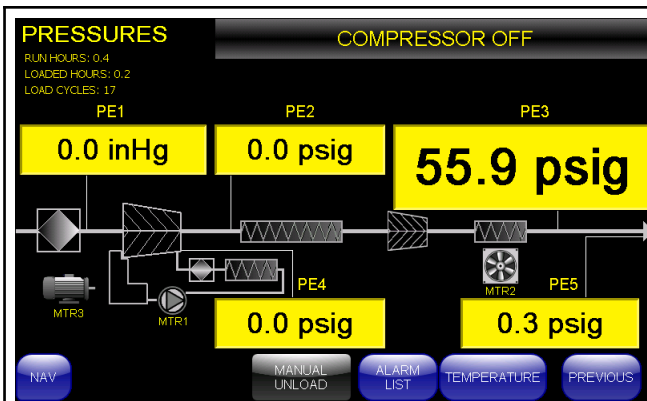 PRESSURES
COMPRESSOR OFF
RUN HOURS: 0.4
LOADED HOURS: 0.2
LOAD CYCLES: 17
PE1
PE2
PE3
0.0 inHg
0.0 psig
55.9 psig
MTR3
MTR1
PE4
MTR2
PE5
0.0 psig
0.3 psig
NAV
MANUAL
UNLOAD
ALARM
LIST
TEMPERATURE
PREVIOUS